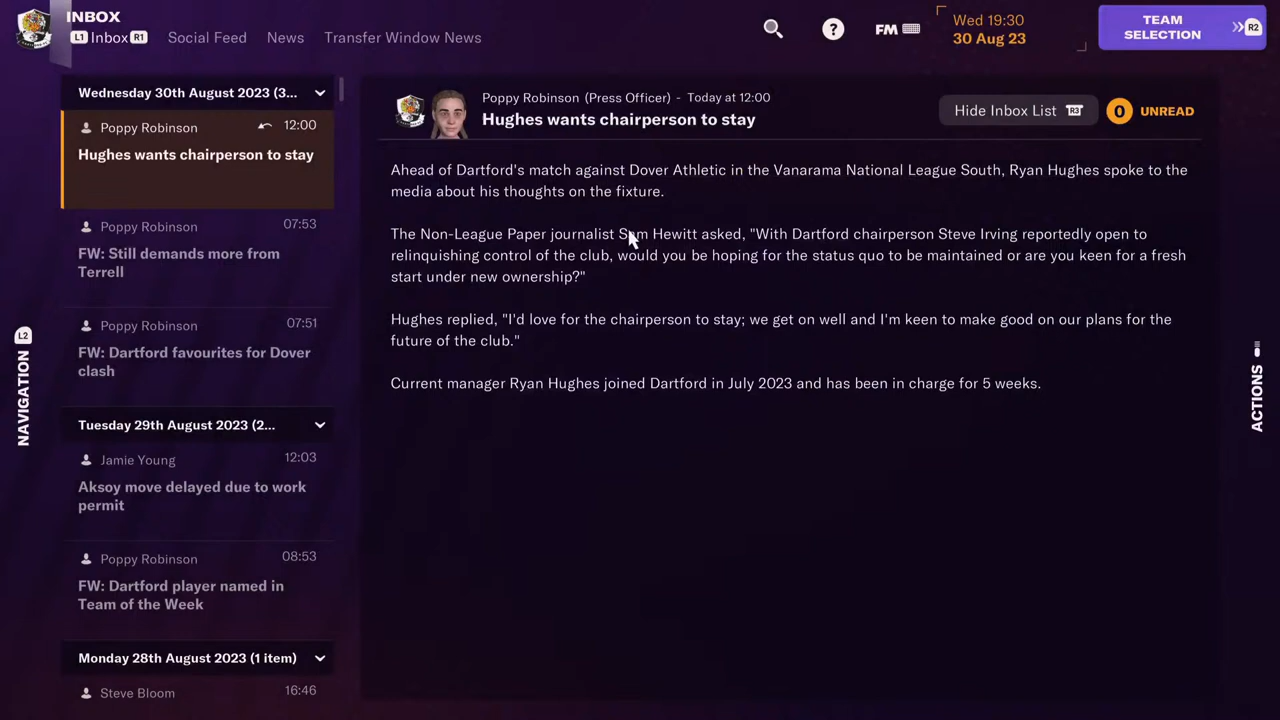 INBOX
L1 Inbox R1 Social Feed News Transfer Window News
FM
Wed 19:30
30 Aug 23
TEAM
SELECTION
R2
Wednesday 30th August 2023 (3...
Poppy Robinson 12:00
Hughes wants chairperson to stay
Poppy Robinson 07:53
FW: Still demands more from
Terrell
Poppy Robinson 07:51
FW: Dartford favourites for Dover
clash
Tuesday 29th August 2023 (2...
Jamie Young 12:03
Aksoy move delayed due to work
permit
Poppy Robinson 08:53
FW: Dartford player named in
Team of the Week
Monday 28th August 2023 (1 item)
Steve Bloom 16:46
L2
NAVIGATION
Poppy Robinson (Press Officer) - Today at 12:00
Hughes wants chairperson to stay
Hide Inbox List R3
0 UNREAD
Ahead of Dartford's match against Dover Athletic in the Vanarama National League South, Ryan Hughes spoke to the
media about his thoughts on the fixture.
The Non-League Paper journalist Sam Hewitt asked, "With Dartford chairperson Steve Irving reportedly open to
relinquishing control of the club, would you be hoping for the status quo to be maintained or are you keen for a fresh
start under new ownership?"
Hughes replied, "I'd love for the chairperson to stay; we get on well and I'm keen to make good on our plans for the
future of the club."
Current manager Ryan Hughes joined Dartford in July 2023 and has been in charge for 5 weeks.
ACTIONS